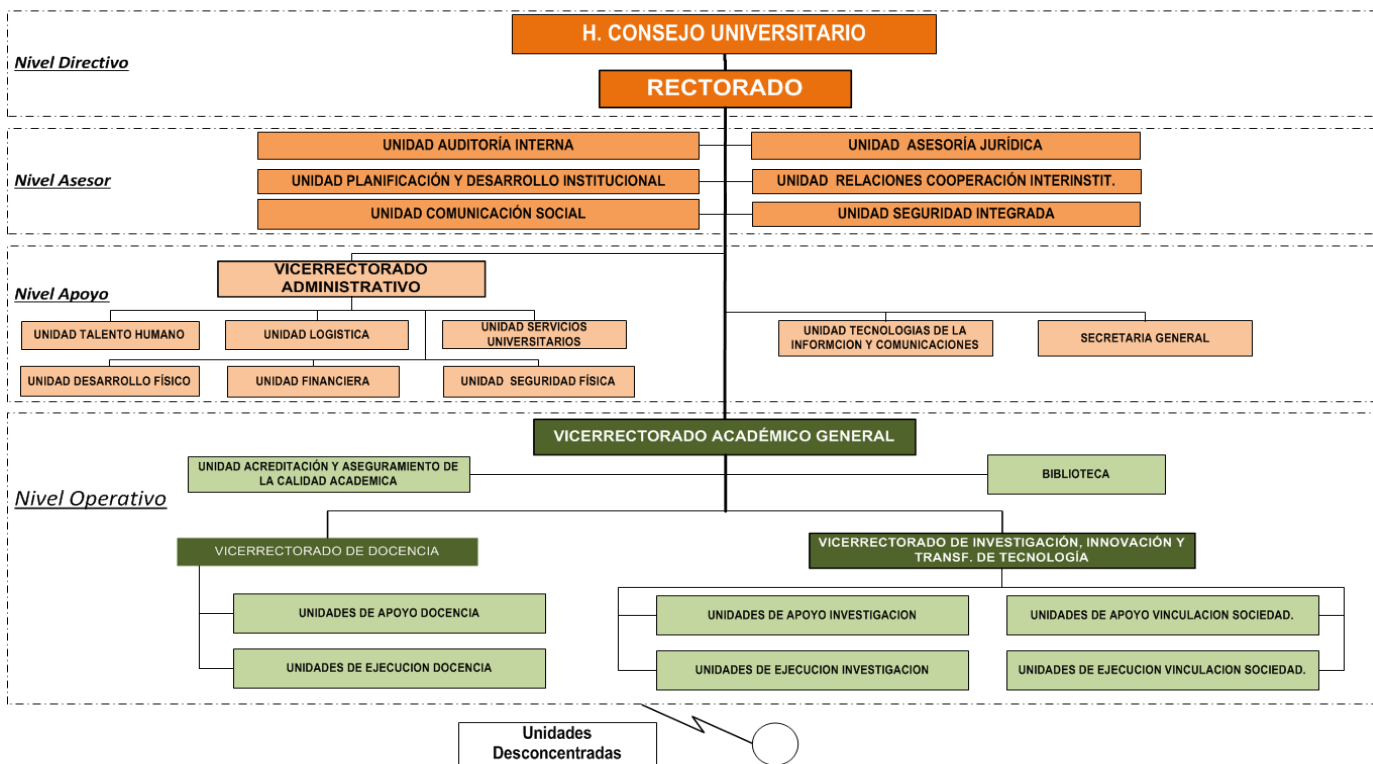 H. CONSEJO UNIVERSITARIO
Nivel Directivo
RECTORADO
UNIDAD AUDITORÍA INTERNA
UNIDAD ASESORÍA JURÍDICA
Nivel Asesor
UNIDAD PLANIFICACIÓN Y DESARROLLO INSTITUCIONAL
UNIDAD RELACIONES COOPERACIÓN INTERINSTIT.
UNIDAD COMUNICACIÓN SOCIAL
UNIDAD SEGURIDAD INTEGRADA
Nivel Apoyo
VICERRECTORADO
ADMINISTRATIVO
UNIDAD TALENTO HUMANO
UNIDAD LOGISTICA
UNIDAD SERVICIOS
UNIVERSITARIOS
UNIDAD TECNOLOGIAS DE LA
INFORMCION Y COMUNICACIONES
SECRETARIA GENERAL
UNIDAD DESARROLLO FÍSICO
UNIDAD FINANCIERA
UNIDAD SEGURIDAD FÍSICA
VICERRECTORADO ACADÉMICO GENERAL
UNIDAD ACREDITACIÓN Y ASEGURAMIENTO DE
LA CALIDAD ACADEMICA
BIBLIOTECA
Nivel Operativo
VICERRECTORADO DE DOCENCIA
VICERRECTORADO DE INVESTIGACIÓN, INNOVACIÓN Y
TRANSF. DE TECNOLOGÍA
UNIDADES DE APOYO DOCENCIA
UNIDADES DE APOYO INVESTIGACION
UNIDADES DE APOYO VINCULACION SOCIEDAD.
UNIDADES DE EJECUCION DOCENCIA
UNIDADES DE EJECUCION INVESTIGACION
UNIDADES DE EJECUCION VINCULACION SOCIEDAD.
Unidades
Desconcentradas